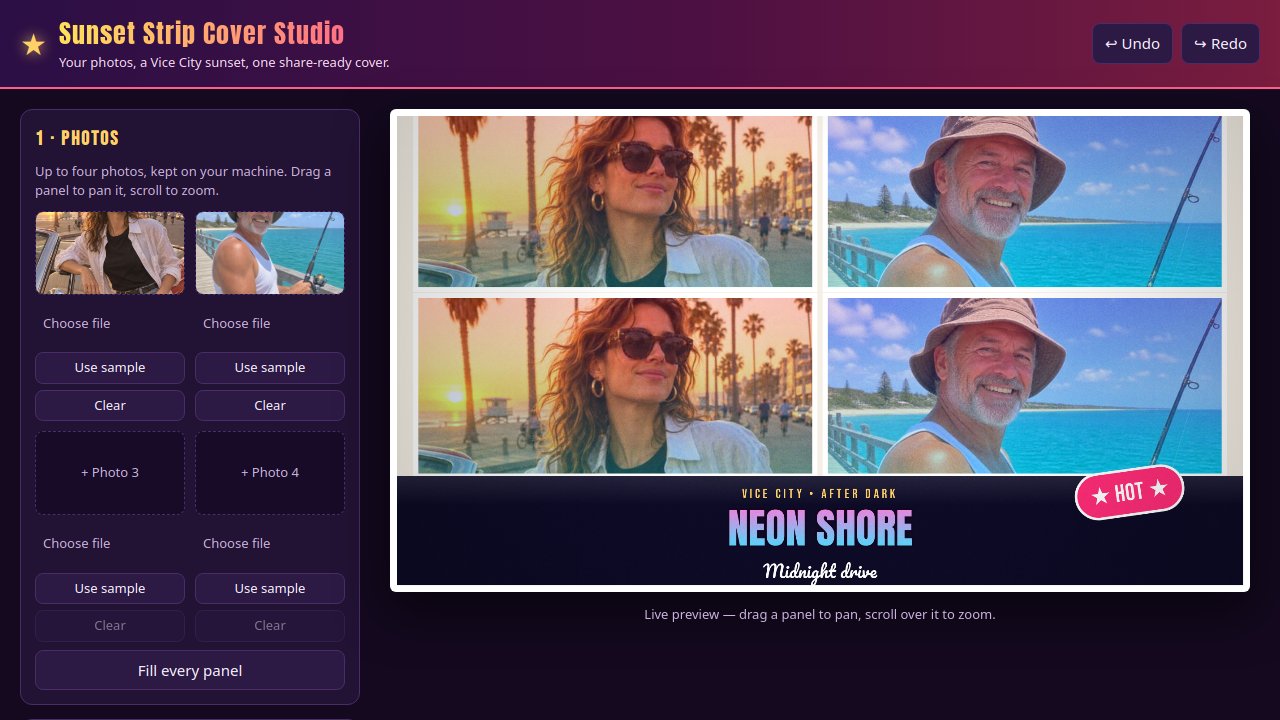 ★ Sunset Strip Cover Studio
Your photos, a Vice City sunset, one share-ready cover.
↩ Undo
↪ Redo
1 · PHOTOS
Up to four photos, kept on your machine. Drag a
panel to pan it, scroll to zoom.
Choose file
Choose file
Use sample
Use sample
Clear
Clear
+ Photo 3
+ Photo 4
Choose file
Choose file
Use sample
Use sample
Clear
Clear
Fill every panel
VICE CITY • AFTER DARK
NEON SHORE
Midnight drive
★ HOT ★
Live preview — drag a panel to pan, scroll over it to zoom.